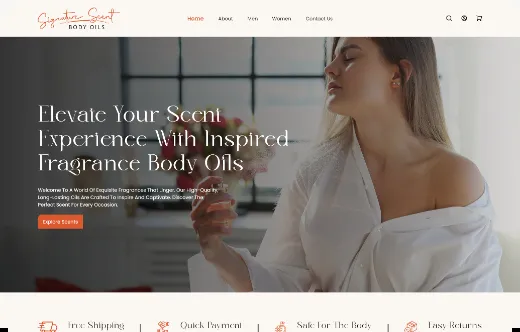 Signature Scent
BODY OILS
Home About Men Women Contact Us
Elevate Your Scent
Experience With Inspired
Fragrance Body Oils
Welcome To A World Of Exquisite Fragrances That Linger. Our High-Quality,
Long-Lasting Oils Are Crafted To Inspire And Captivate. Discover The
Perfect Scent For Every Occasion.
Explore Scents
Free Shipping Quick Payment Safe For The Body Easy Returns